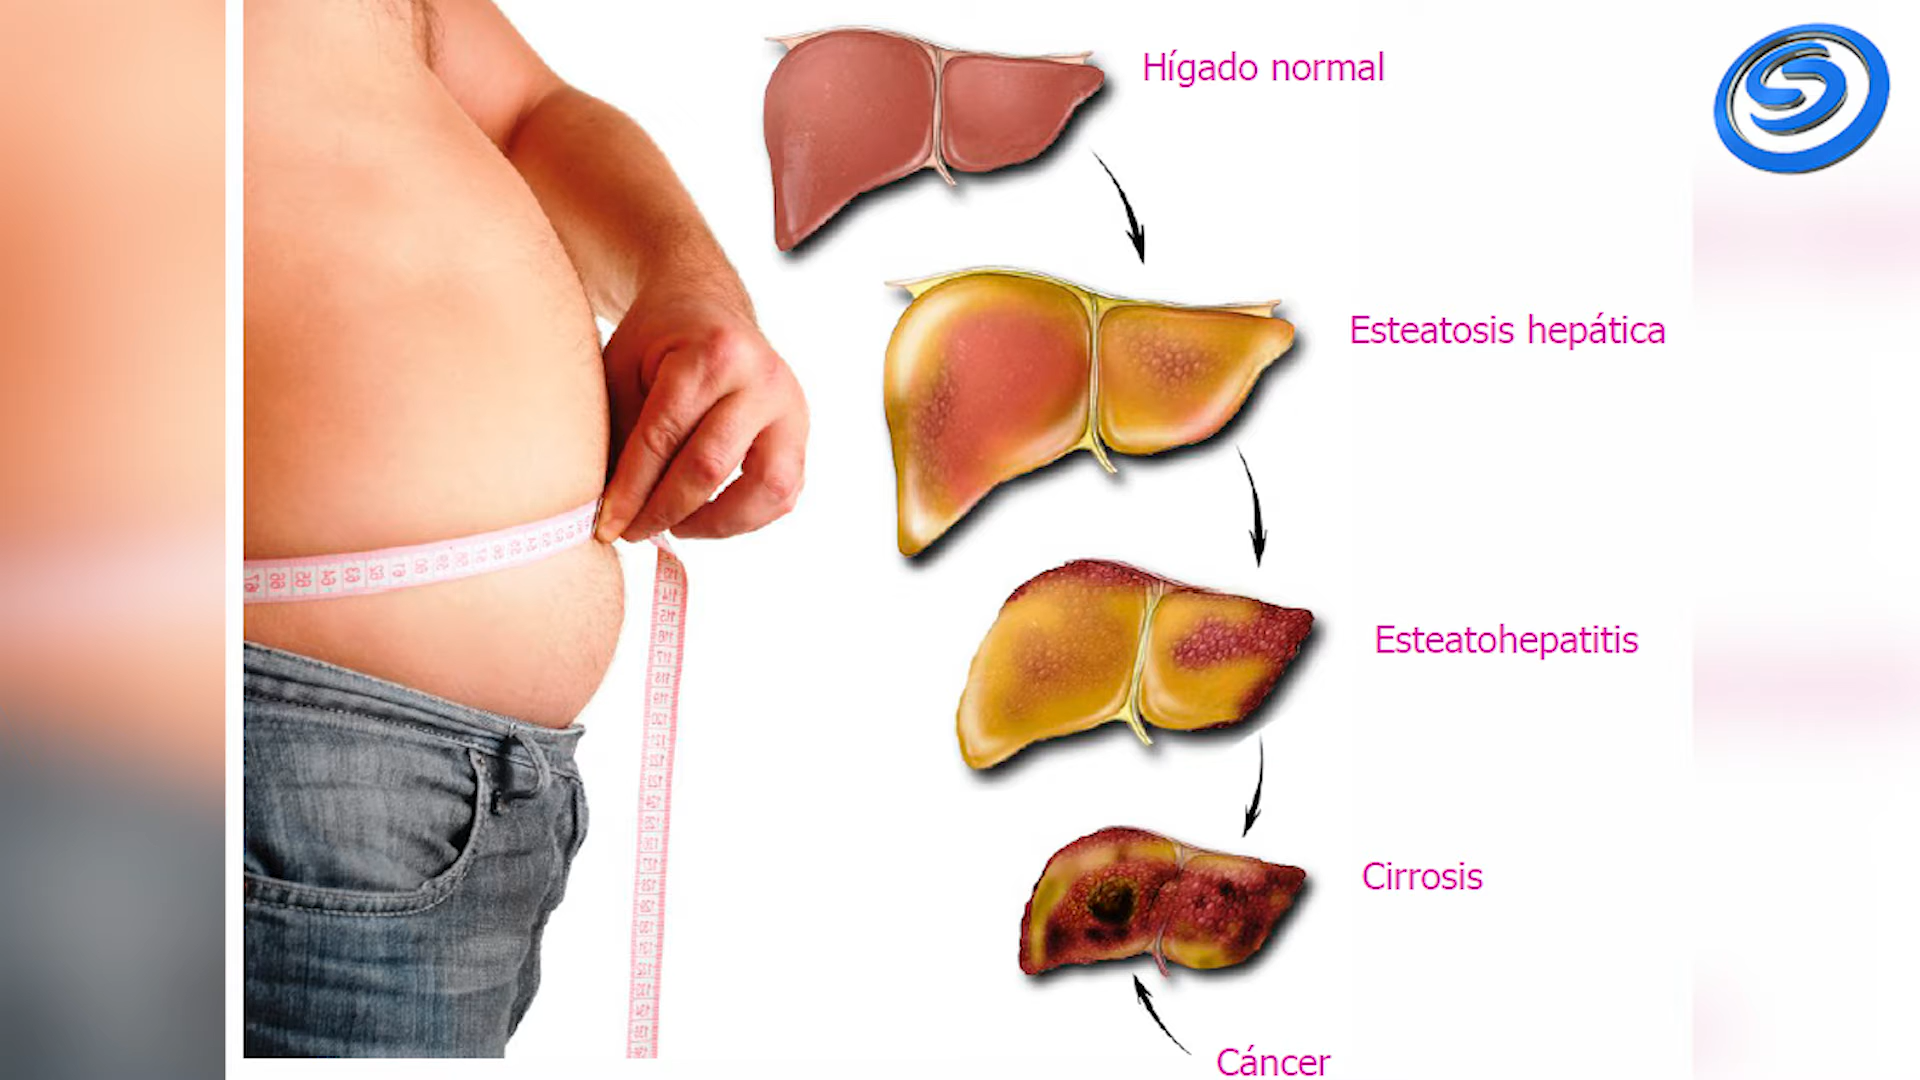 Hígado normal
Esteatosis hepática
Esteatohepatitis
Cirrosis
Cáncer